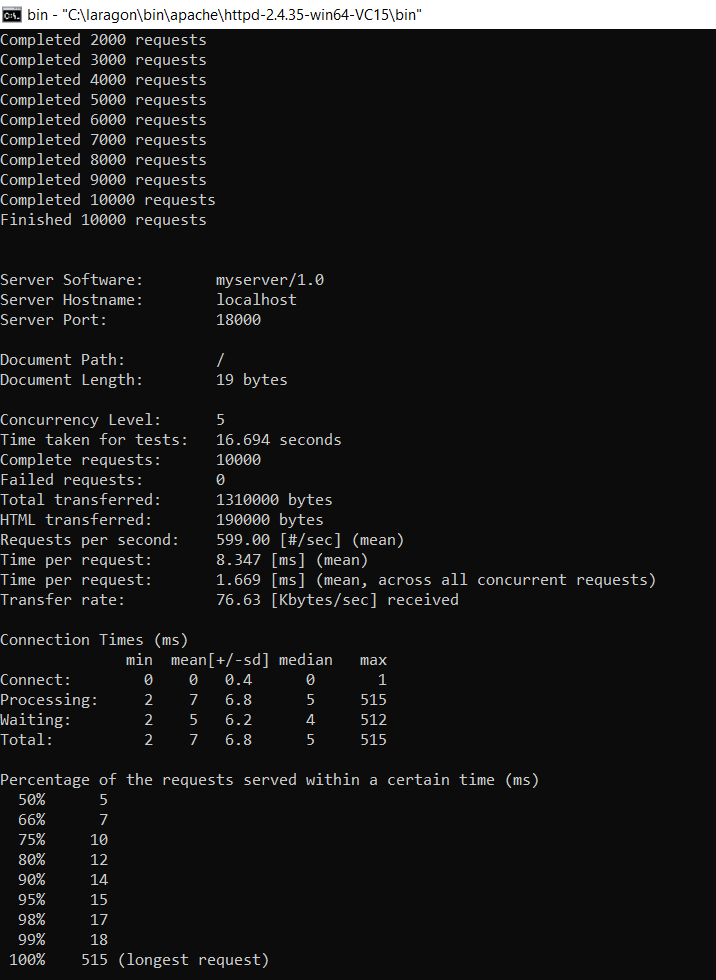 bin - "C:\laragon\bin\apache\httpd-2.4.35-win64-VC15\bin"
Completed 2000 requests
Completed 3000 requests
Completed 4000 requests
Completed 5000 requests
Completed 6000 requests
Completed 7000 requests
Completed 8000 requests
Completed 9000 requests
Completed 10000 requests
Finished 10000 requests
Server Software:        myserver/1.0
Server Hostname:        localhost
Server Port:            18000
Document Path:          /
Document Length:        19 bytes
Concurrency Level:      5
Time taken for tests:   16.694 seconds
Complete requests:      10000
Failed requests:        0
Total transferred:      1310000 bytes
HTML transferred:       190000 bytes
Requests per second:    599.00 [#/sec] (mean)
Time per request:       8.347 [ms] (mean)
Time per request:       1.669 [ms] (mean, across all concurrent requests)
Transfer rate:          76.63 [Kbytes/sec] received
Connection Times (ms)
              min  mean[+/-sd] median   max
Connect:        0    0   0.4      0       1
Processing:     2    7   6.8      5     515
Waiting:        2    5   6.2      4     512
Total:          2    7   6.8      5     515
Percentage of the requests served within a certain time (ms)
  50%      5
  66%      7
  75%     10
  80%     12
  90%     14
  95%     15
  98%     17
  99%     18
 100%    515 (longest request)